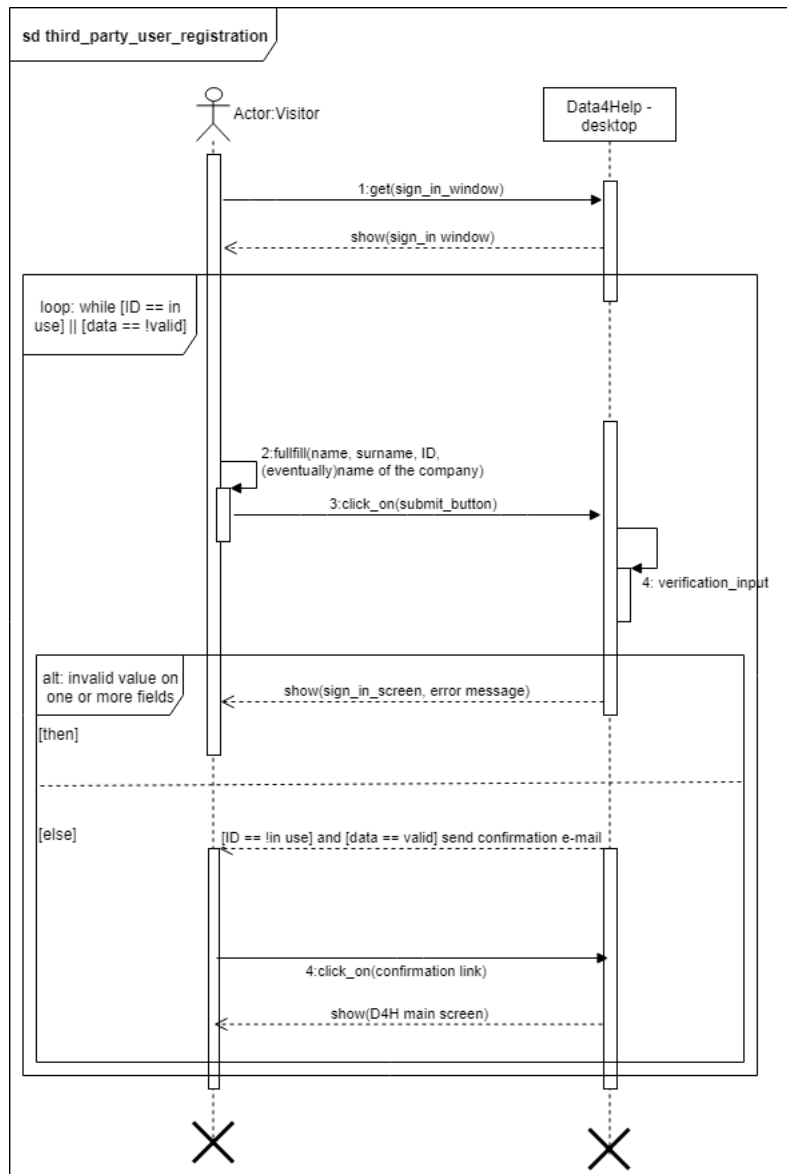 sd third_party_user_registration
Actor:Visitor
Data4Help -
desktop
1:get(sign_in_window)
show(sign_in window)
loop: while [ID == in
use] || [data == !valid]
2:fullfill(name, surname, ID,
(eventually)name of the company)
3:click_on(submit_button)
4: verification_input
alt: invalid value on
one or more fields
show(sign_in_screen, error message)
[then]
[else]
[ID == !in use] and [data == valid] send confirmation e-mail
4:click_on(confirmation link)
show(D4H main screen)